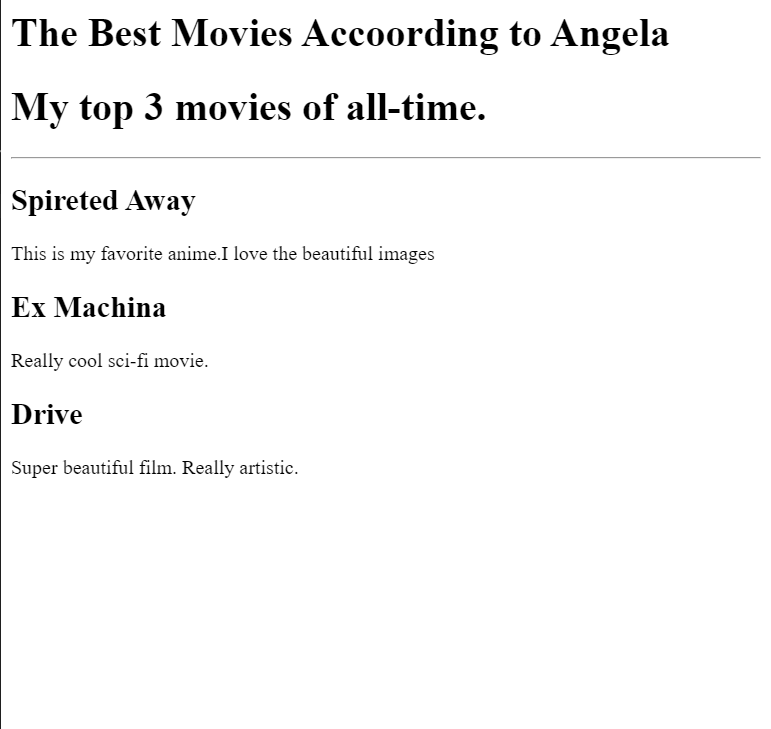 The Best Movies Accoording to Angela
My top 3 movies of all-time.
Spireted Away
This is my favorite anime.I love the beautiful images
Ex Machina
Really cool sci-fi movie.
Drive
Super beautiful film. Really artistic.